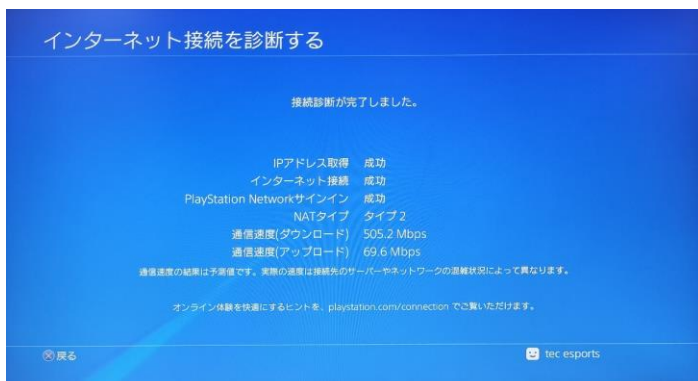 インターネット接続を診断する
接続診断が完了しました。
IPアドレス取得 成功
インターネット接続 成功
PlayStation Networkサインイン 成功
NATタイプ タイプ 2
通信速度(ダウンロード) 505.2 Mbps
通信速度(アップロード) 69.6 Mbps
通信速度の結果は予測値です。実際の速度は接続先のサーバーやネットワークの混雑状況によって異なります。
オンライン体験を快適にするヒントを、playstation.com/connection でご覧いただけます。
戻る
tec esports